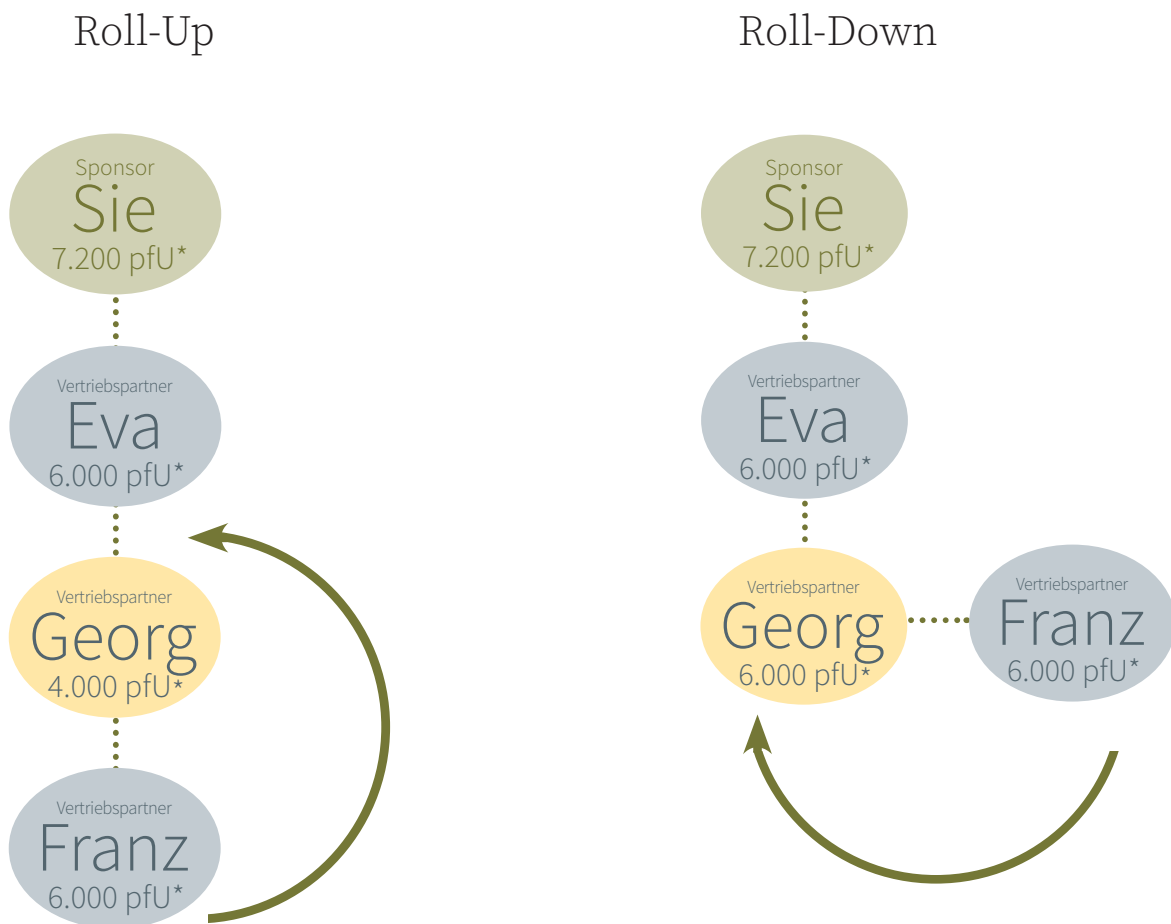 Roll-Up
Sponsor
Sie
7.200 pfU*
Vertriebspartner
Eva
6.000 pfU*
Vertriebspartner
Georg
4.000 pfU*
Vertriebspartner
Franz
6.000 pfU*
Roll-Down
Sponsor
Sie
7.200 pfU*
Vertriebspartner
Eva
6.000 pfU*
Vertriebspartner
Georg
6.000 pfU*
Vertriebspartner
Franz
6.000 pfU*